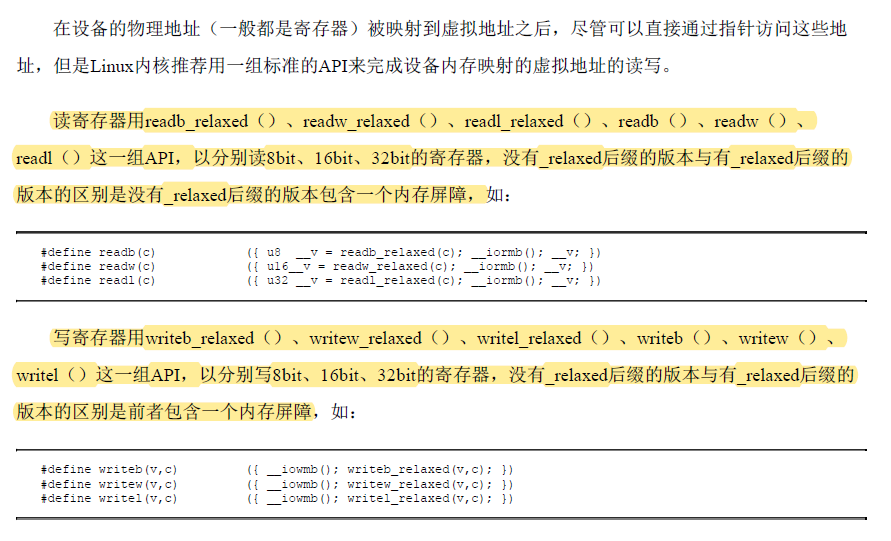 在设备的物理地址（一般都是寄存器）被映射到虚拟地址之后，尽管可以直接通过指针访问这些地
址，但是Linux内核推荐用一组标准的API来完成设备内存映射的虚拟地址的读写。
读寄存器用readb_relaxed（）、readw_relaxed（）、readl_relaxed（）、readb（）、readw（）、
readl（）这一组API，以分别读8bit、16bit、32bit的寄存器，没有_relaxed后缀的版本与有_relaxed后缀的
版本的区别是没有_relaxed后缀的版本包含一个内存屏障，如：
#define readb(c) ({ u8 __v = readb_relaxed(c); __iormb(); __v; })
#define readw(c) ({ u16__v = readw_relaxed(c); __iormb(); __v; })
#define readl(c) ({ u32 __v = readl_relaxed(c); __iormb(); __v; })
写寄存器用writeb_relaxed（）、writew_relaxed（）、writel_relaxed（）、writeb（）、writew（）、
writel（）这一组API，以分别写8bit、16bit、32bit的寄存器，没有_relaxed后缀的版本与有_relaxed后缀的
版本的区别是前者包含一个内存屏障，如：
#define writeb(v,c) ({ __iowmb(); writeb_relaxed(v,c); })
#define writew(v,c) ({ __iowmb(); writew_relaxed(v,c); })
#define writel(v,c) ({ __iowmb(); writel_relaxed(v,c); })